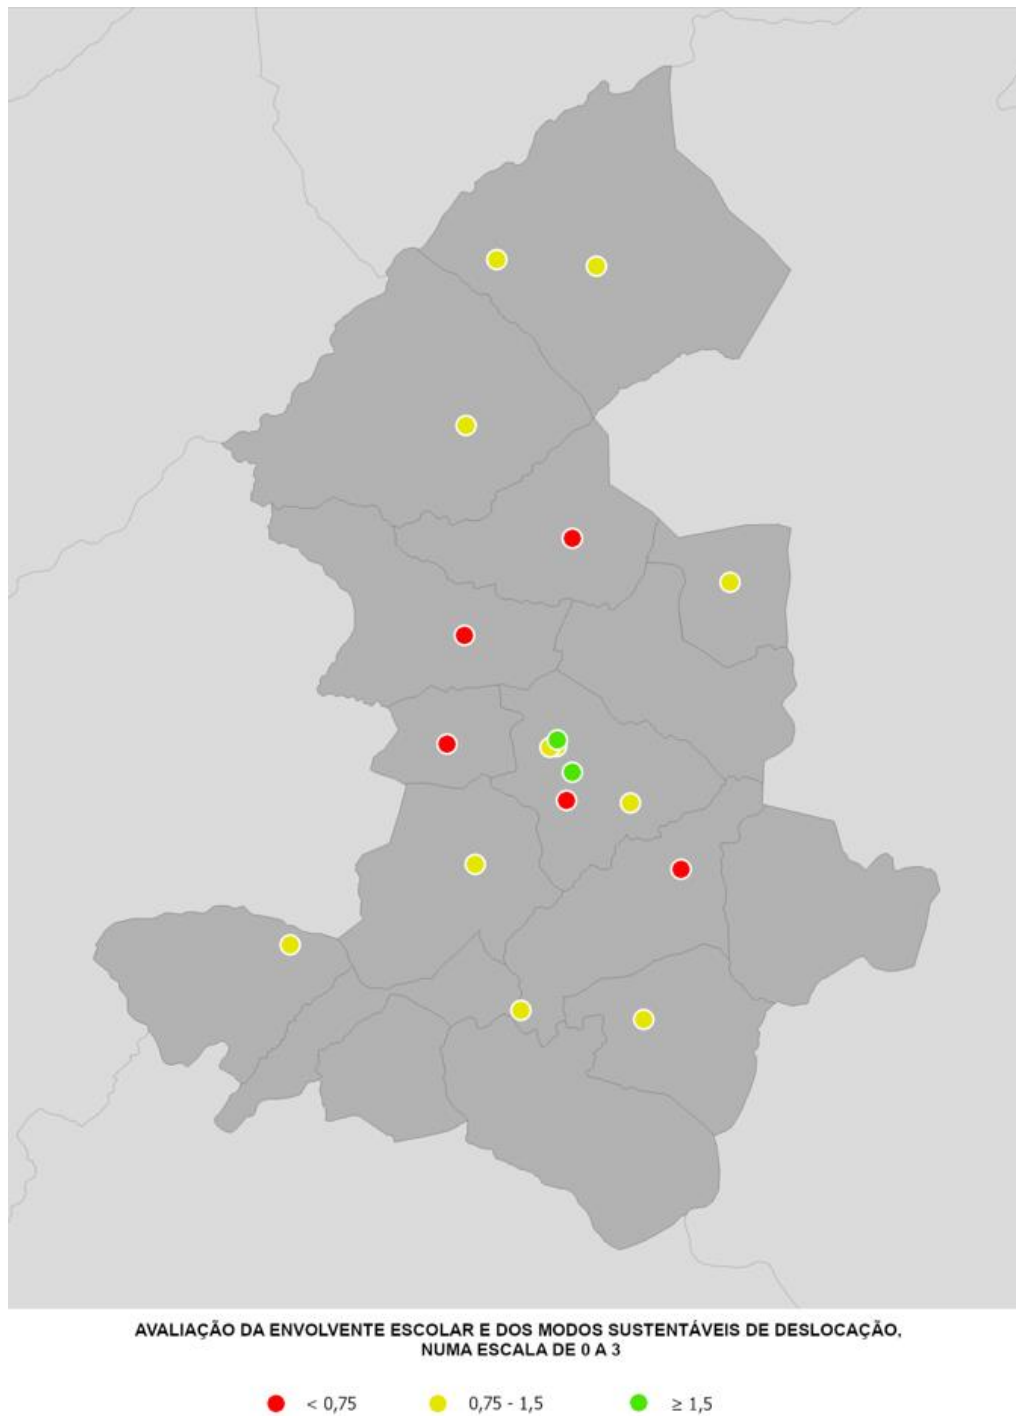 AVALIAÇÃO DA ENVOLVENTE ESCOLAR E DOS MODOS SUSTENTÁVEIS DE DESLOCAÇÃO,
NUMA ESCALA DE 0 A 3
< 0,75 0,75 - 1,5 ≥ 1,5